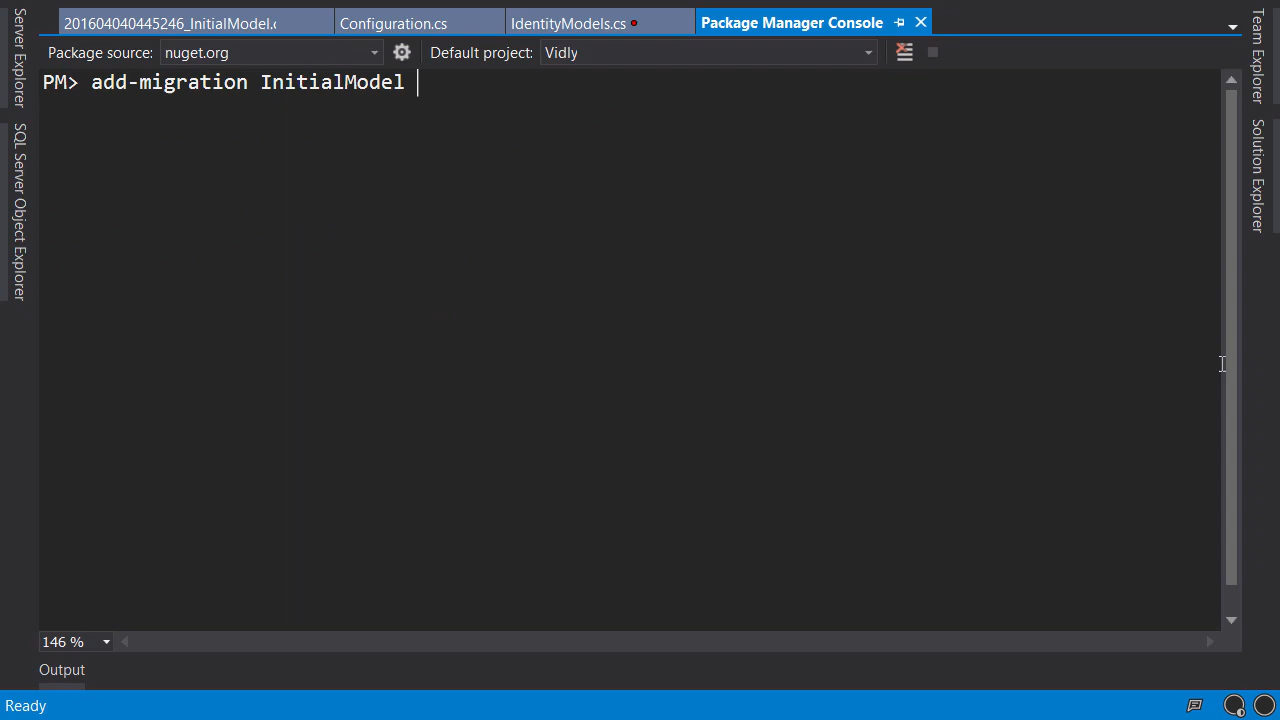 Server Explorer
SQL Server Object Explorer
201604040445246_InitialModel.c
Configuration.cs
IdentityModels.cs
Package Manager Console
Package source: nuget.org
Default project: Vidly
PM> add-migration InitialModel
146 %
Output
Ready
Team Explorer
Solution Explorer